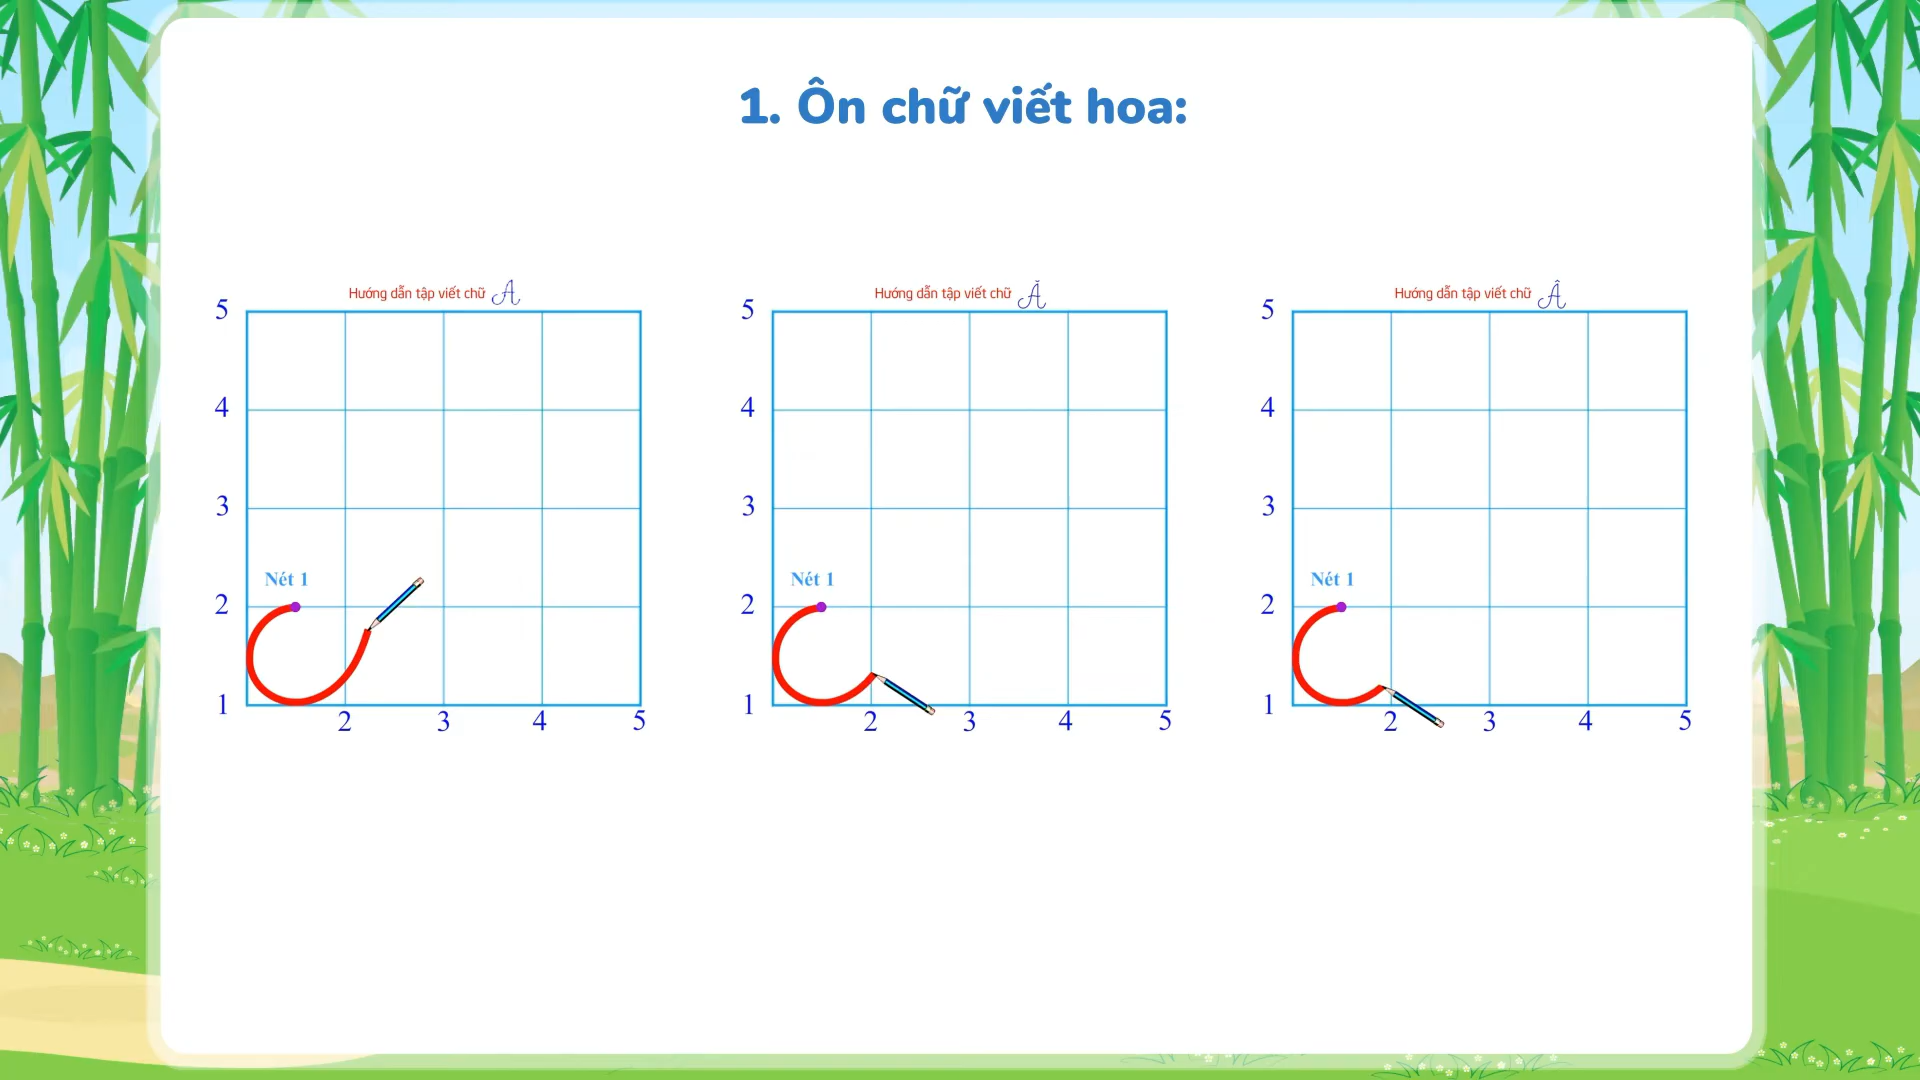 1. Ôn chữ viết hoa:
Hướng dẫn tập viết chữ A
5
4
3
Nét 1
2
1
2 3 4 5
Hướng dẫn tập viết chữ Ă
5
4
3
Nét 1
2
1
2 3 4 5
Hướng dẫn tập viết chữ Â
5
4
3
Nét 1
2
1
2 3 4 5